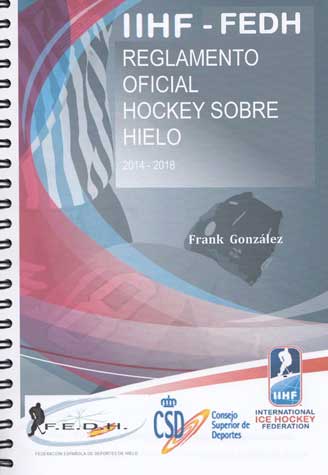 IIHF - FEDH
REGLAMENTO
OFICIAL
HOCKEY SOBRE
HIELO
2014 - 2018
Frank González
F.E.D.H.
FEDERACIÓN ESPAÑOLA DE DEPORTES DE HIELO
CSD
Consejo
Superior de
Deportes
IIHF
INTERNATIONAL
ICE HOCKEY
FEDERATION